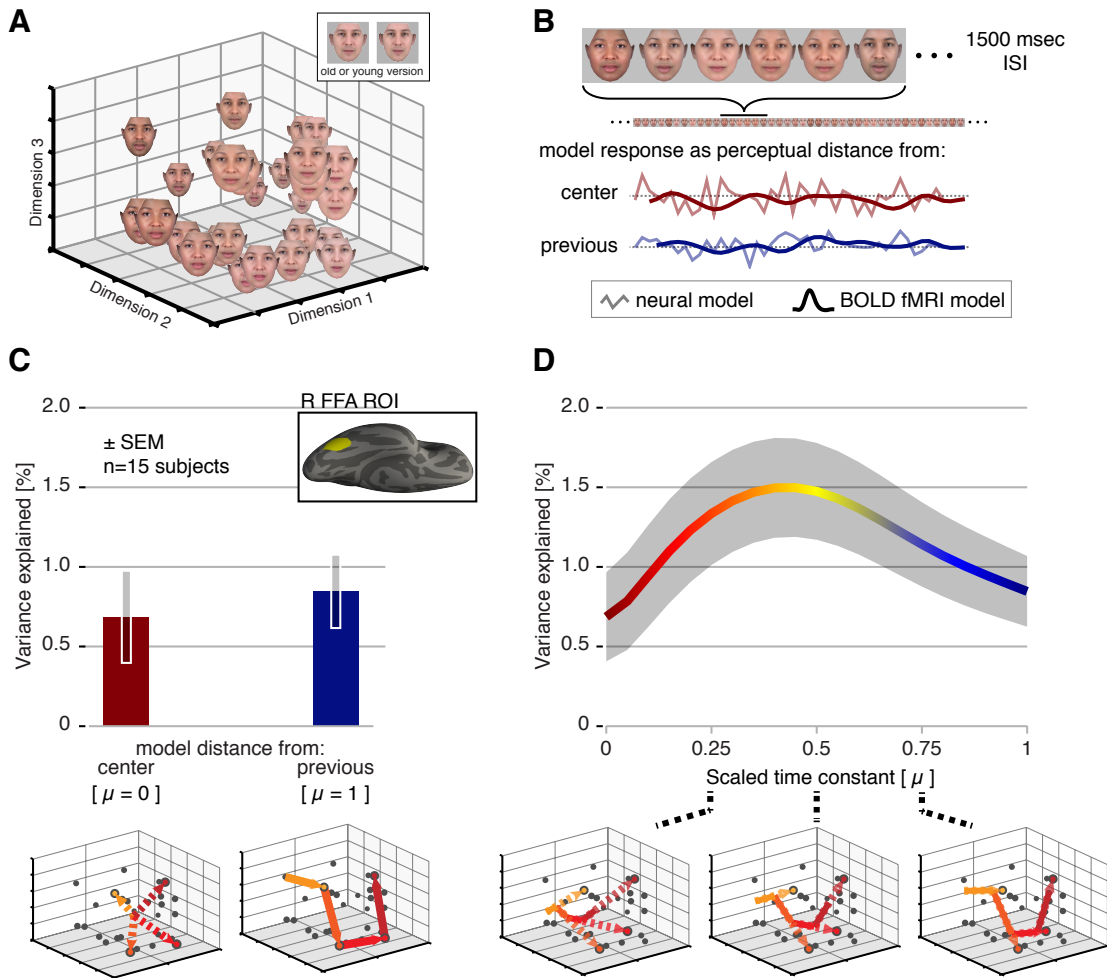 A
old or young version
Dimension 3
Dimension 2
Dimension 1
B
1500 msec
ISI
model response as perceptual distance from:
center
previous
neural model
BOLD fMRI model
C
R FFA ROI
± SEM
n=15 subjects
Variance explained [%]
2.0
1.5
1.0
0.5
0
model distance from:
center
previous
[ μ = 0 ]
[ μ = 1 ]
D
Variance explained [%]
2.0
1.5
1.0
0.5
0
0
0.25
0.5
0.75
1
Scaled time constant [ μ ]